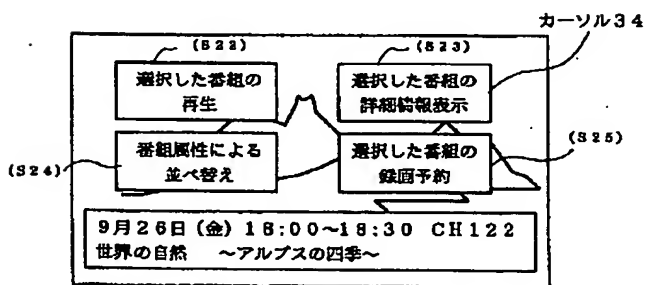 カーソル34
(S22)
(S23)
選択した番組の
再生
選択した番組の
詳細情報表示
(S24)
番組属性による
並べ替え
選択した番組の
録画予約
(S25)
9月26日(金)18:00~18:30 CH122
世界の自然 ~アルプスの四季~